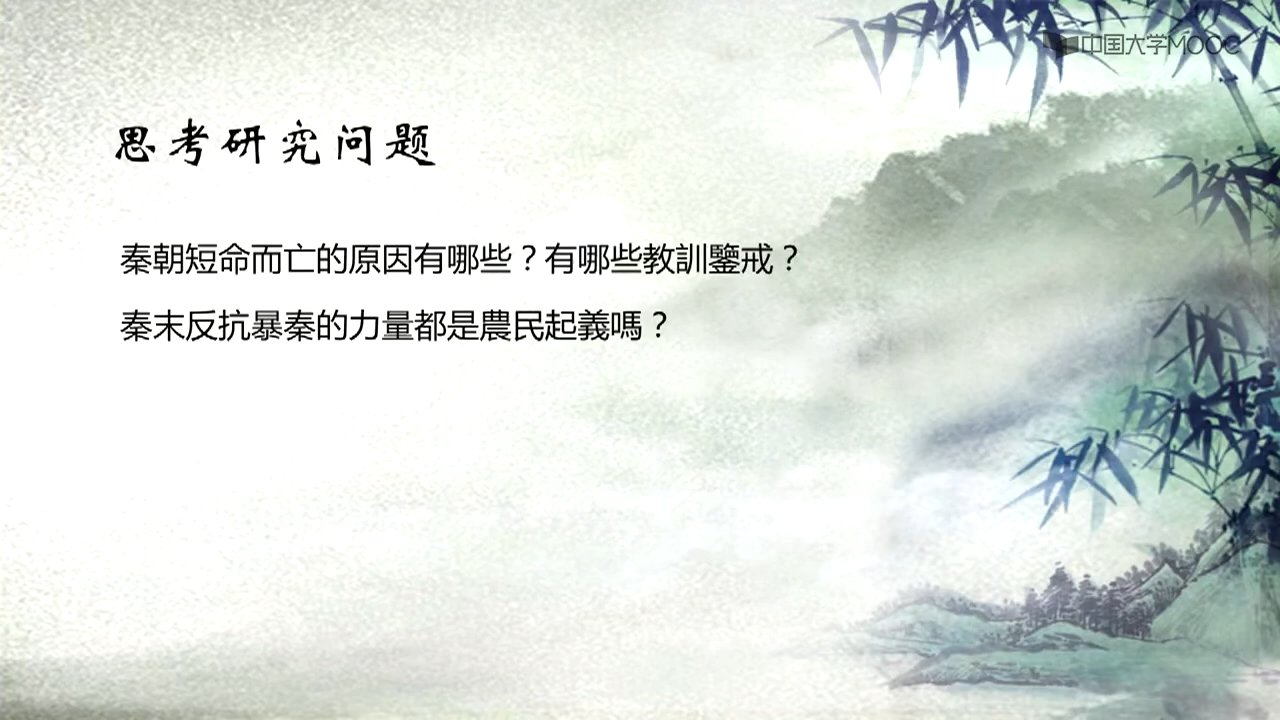 中国大学MOOC
思考研究问题
秦朝短命而亡的原因有哪些？有哪些教訓鑒戒？
秦末反抗暴秦的力量都是農民起義嗎？